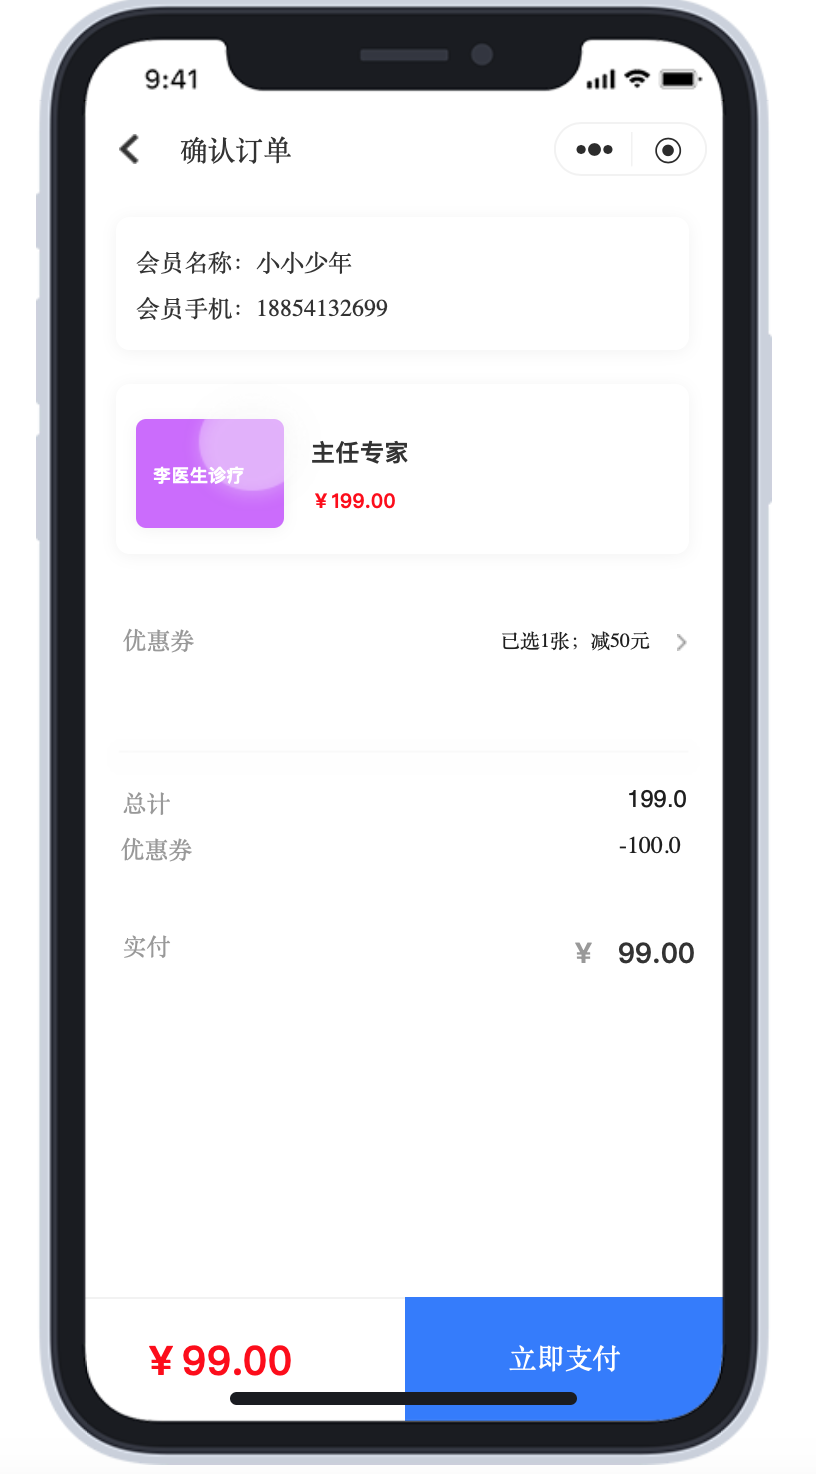 9:41
确认订单
会员名称：小小少年
会员手机：18854132699
李医生诊疗
主任专家
¥199.00
优惠券 已选1张；减50元
总计 199.0
优惠券 -100.0
实付 ¥ 99.00
¥99.00 立即支付